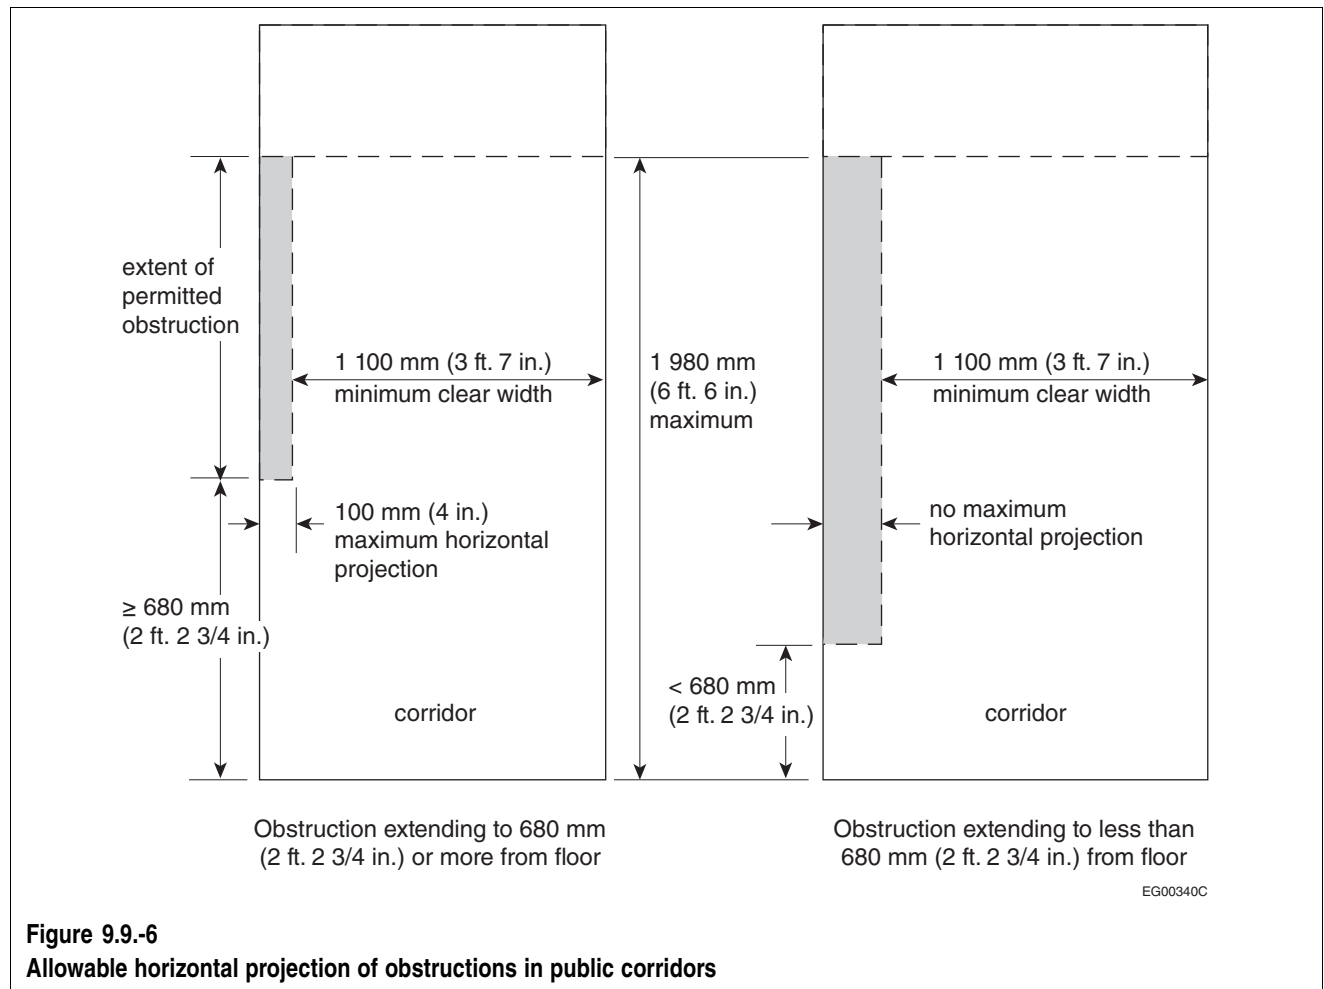 extent of
permitted
obstruction
1 100 mm (3 ft. 7 in.)
minimum clear width
100 mm (4 in.)
maximum horizontal
projection
≥ 680 mm
(2 ft. 2 3/4 in.)
corridor
Obstruction extending to 680 mm
(2 ft. 2 3/4 in.) or more from floor
1 980 mm
(6 ft. 6 in.)
maximum
1 100 mm (3 ft. 7 in.)
minimum clear width
no maximum
horizontal projection
< 680 mm
(2 ft. 2 3/4 in.)
corridor
Obstruction extending to less than
680 mm (2 ft. 2 3/4 in.) from floor
EG00340C
Figure 9.9.-6
Allowable horizontal projection of obstructions in public corridors